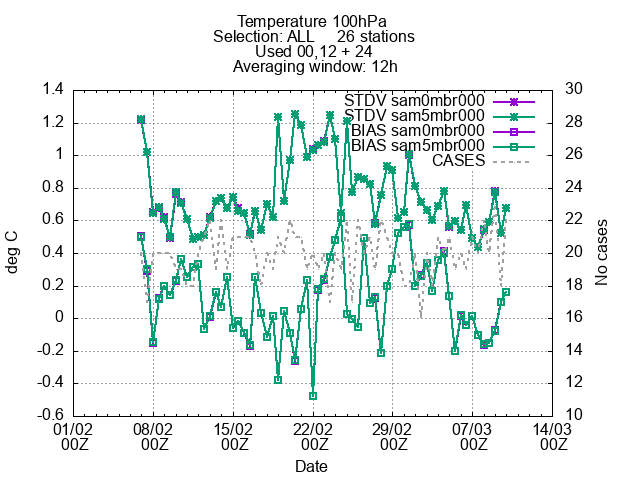 Temperature 100hPa
Selection: ALL 26 stations
Used 00,12 + 24
Averaging window: 12h
STDV sam0mbr000
STDV sam5mbr000
BIAS sam0mbr000
BIAS sam5mbr000
CASES
deg C
1.4
1.2
1
0.8
0.6
0.4
0.2
0
-0.2
-0.4
-0.6
No cases
30
28
26
24
22
20
18
16
14
12
10
01/02 08/02 15/02 22/02 29/02 07/03 14/03
00Z 00Z 00Z 00Z 00Z 00Z 00Z
Date